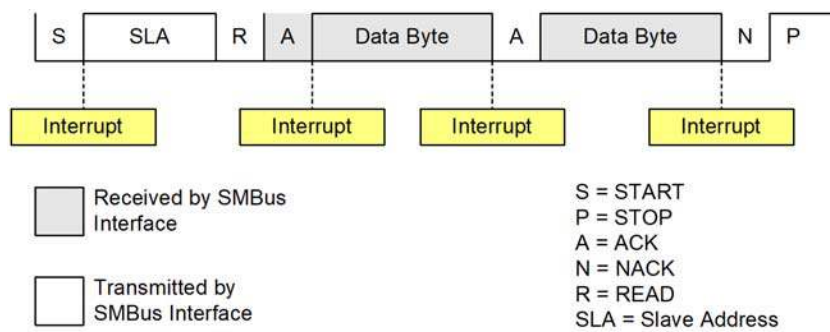 S SLA R A Data Byte A Data Byte N P
Interrupt Interrupt Interrupt Interrupt
Received by SMBus
Interface
Transmitted by
SMBus Interface
S = START
P = STOP
A = ACK
N = NACK
R = READ
SLA = Slave Address